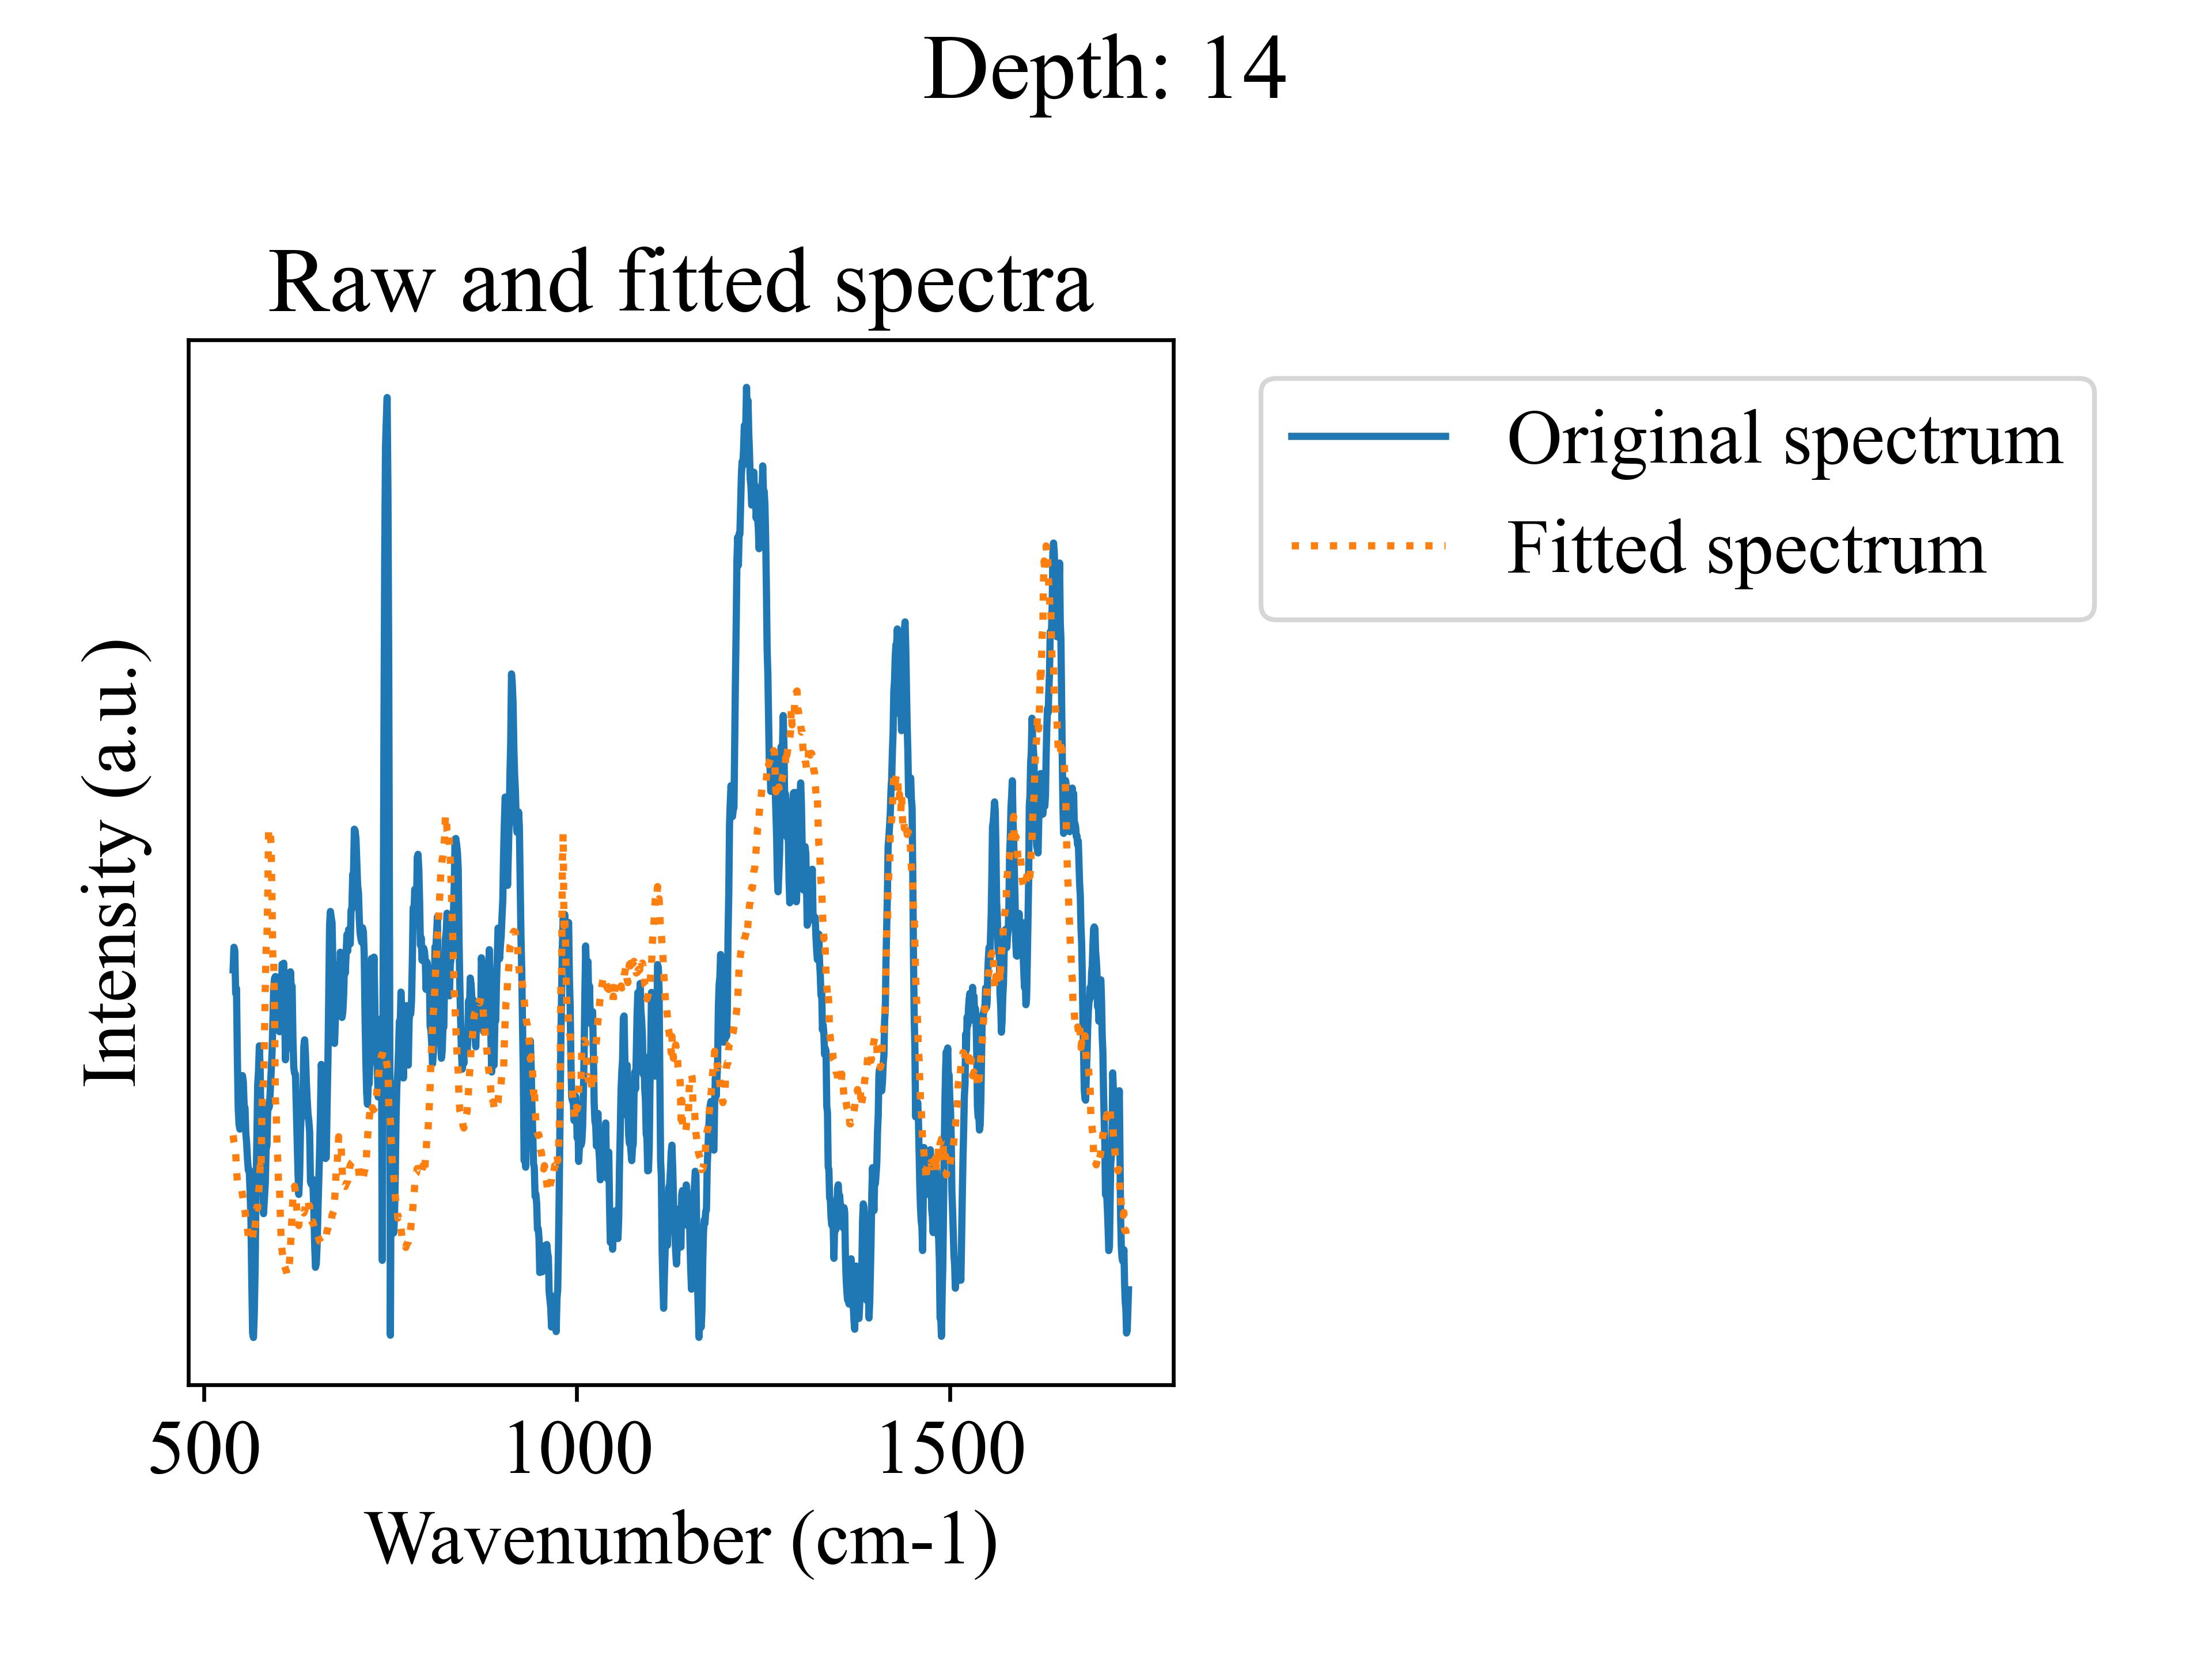 Depth: 14
Raw and fitted spectra
Original spectrum
Fitted spectrum
Intensity (a.u.)
500 1000 1500
Wavenumber (cm-1)